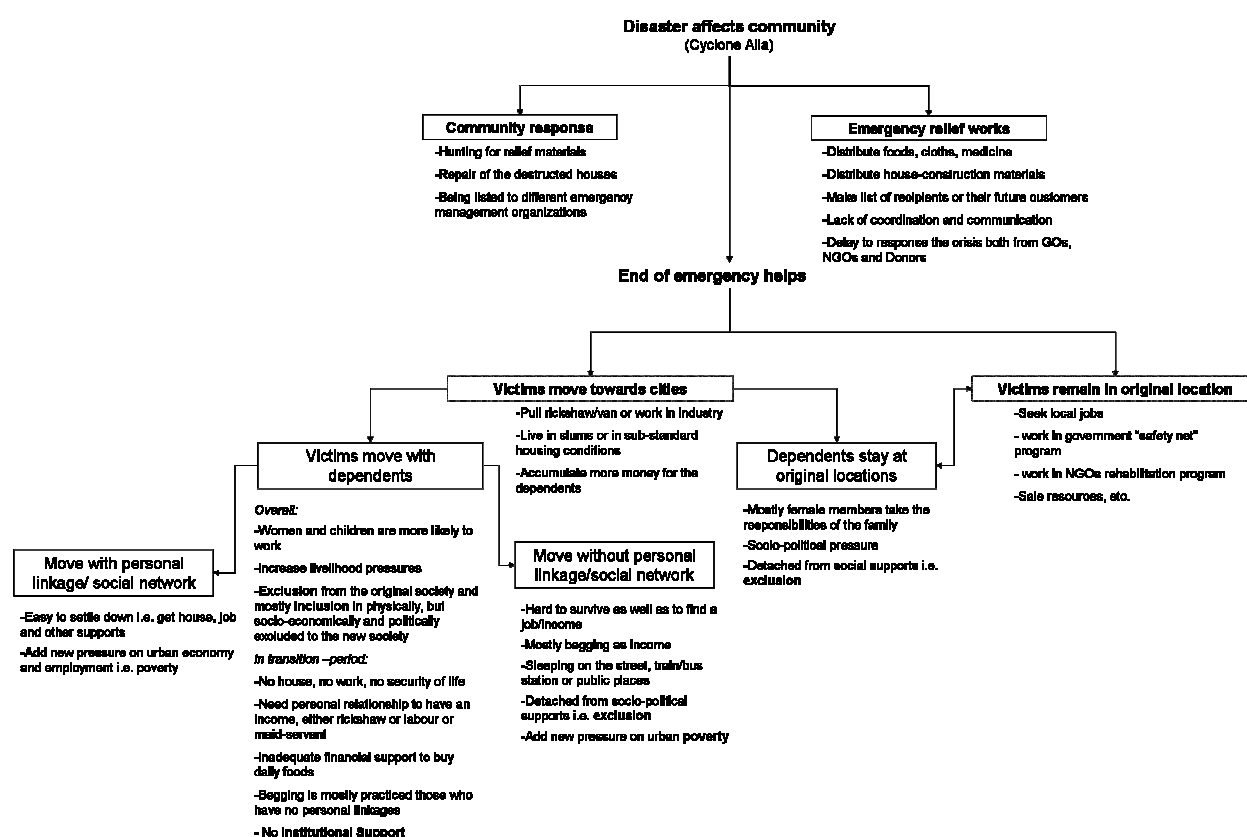 Disaster affects community
(Cyclone Aila)
Community response
-Hunting for relief materials
-Repair of the destructed houses
-Being listed to different emergency
management organizations
Emergency relief works
-Distribute foods, cloths, medicine
-Distribute house-construction materials
-Make list of recipients or their future customers
-Lack of coordination and communication
-Delay to response the crisis both from GOs,
NGOs and Donors
End of emergency helps
Victims move towards cities
-Pull rickshaw/van or work in industry
-Live in slums or in sub-standard
housing conditions
-Accumulate more money for the
dependents
Victims remain in original location
-Seek local jobs
- work in government "safety net"
program
- work in NGOs rehabilitation program
-Sale resources, etc.
Victims move with
dependents
Overall:
-Women and children are more likely to
work
-Increase livelihood pressures
-Exclusion from the original society and
mostly inclusion in physically, but
socio-economically and politically
excluded to the new society
In transition –period:
-No house, no work, no security of life
-Need personal relationship to have an
income, either rickshaw or labour or
maid-servant
-Inadequate financial support to buy
daily foods
-Begging is mostly practiced those who
have no personal linkages
- No Institutional Support
Dependents stay at
original locations
-Mostly female members take the
responsibilities of the family
-Socio-political pressure
-Detached from social supports i.e.
exclusion
Move with personal
linkage/ social network
-Easy to settle down i.e. get house, job
and other supports
-Add new pressure on urban economy
and employment i.e. poverty
Move without personal
linkage/social network
-Hard to survive as well as to find a
job/income
-Mostly begging as income
-Sleeping on the street, train/bus
station or public places
-Detached from socio-political
supports i.e. exclusion
-Add new pressure on urban poverty